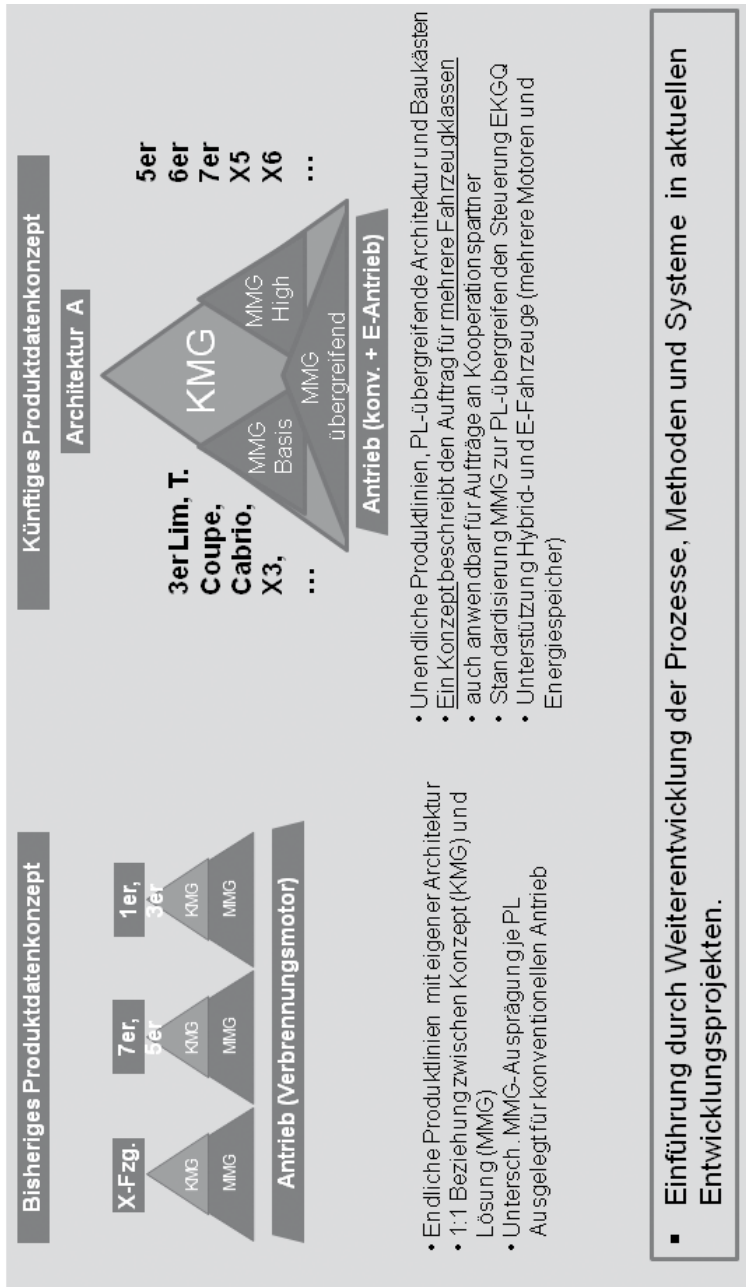 Bisheriges Produktdatenkonzept
X-Fzg.
KMG
MMG
7er,
5er
KMG
MMG
1er,
3er
KMG
MMG
Antrieb (Verbrennungsmotor)
• Endliche Produktlinien mit eigener Architektur
• 1:1 Beziehung zwischen Konzept (KMG) und
Lösung (MMG)
• Untersch. MMG-Ausprägung je PL
Ausgelegt für konventionellen Antrieb
Künftiges Produktdatenkonzept
Architektur A
3er Lim, T.
Coupe,
Cabrio,
X3,
...
KMG
MMG
Basis
MMG
High
MMG
übergreifend
5er
6er
7er
X5
X6
...
Antrieb (konv. + E-Antrieb)
• Unendliche Produktlinien, PL-übergreifende Architektur und Baukästen
• Ein Konzept beschreibt den Auftrag für mehrere Fahrzeugklassen
• auch anwendbar für Aufträge an Kooperationspartner
• Standardisierung MMG zur PL-übergreifenden Steuerung EKGQ
• Unterstützung Hybrid- und E-Fahrzeuge (mehrere Motoren und
Energiespeicher)
▪ Einführung durch Weiterentwicklung der Prozesse, Methoden und Systeme in aktuellen
Entwicklungsprojekten.